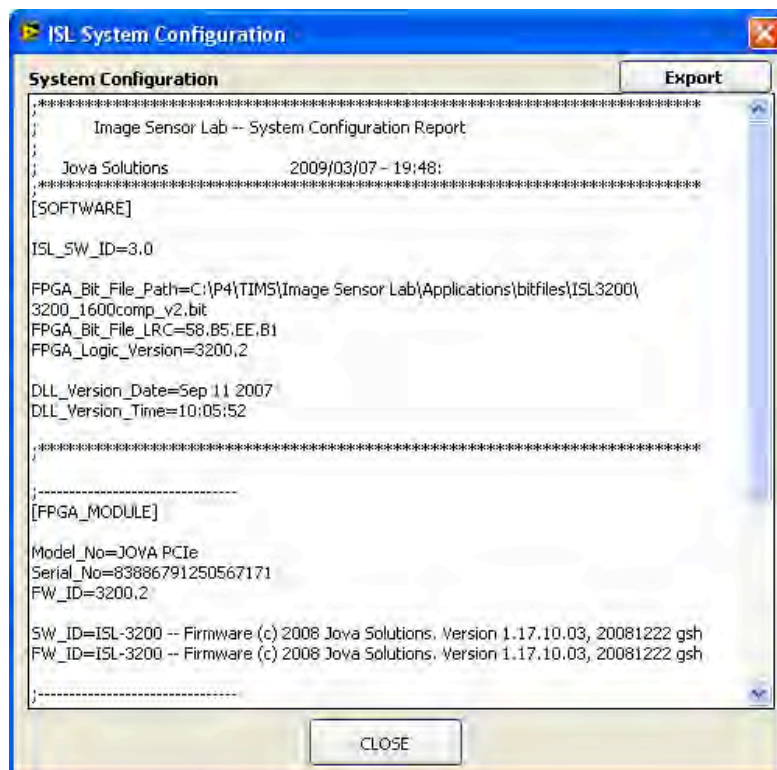 ISL System Configuration
System Configuration
Export
;*******************************************************************************
; Image Sensor Lab -- System Configuration Report
;
; Jova Solutions 2009/03/07 - 19:48:
;*******************************************************************************
[SOFTWARE]
ISL_SW_ID=3.0
FPGA_Bit_File_Path=C:\P4\TIMS\Image Sensor Lab\Applications\bitfiles\ISL3200\
3200_1600comp_v2.bit
FPGA_Bit_File_LRC=58.B5.EE.B1
FPGA_Logic_Version=3200.2
DLL_Version_Date=Sep 11 2007
DLL_Version_Time=10:05:52
;*******************************************************************************
;--------------------------------
[FPGA_MODULE]
Model_No=JOVA PCIe
Serial_No=83886791250567171
FW_ID=3200.2
SW_ID=ISL-3200 -- Firmware (c) 2008 Jova Solutions. Version 1.17.10.03, 20081222 gsh
FW_ID=ISL-3200 -- Firmware (c) 2008 Jova Solutions. Version 1.17.10.03, 20081222 gsh
;--------------------------------
CLOSE